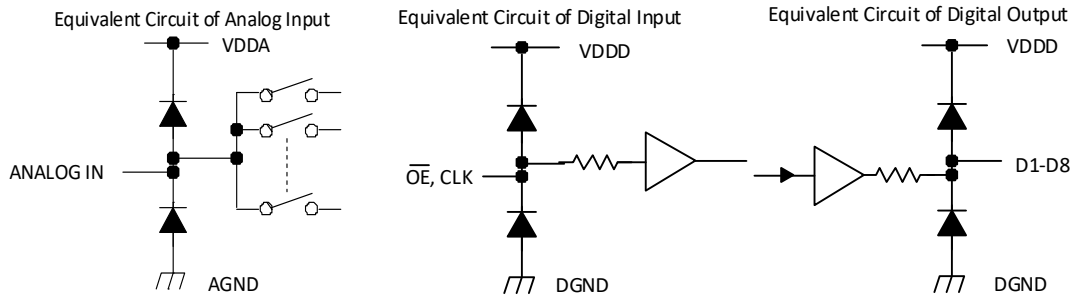 Equivalent Circuit of Analog Input
VDDA
ANALOG IN
AGND
Equivalent Circuit of Digital Input
VDDD
O̅E̅, CLK
DGND
Equivalent Circuit of Digital Output
VDDD
D1-D8
DGND